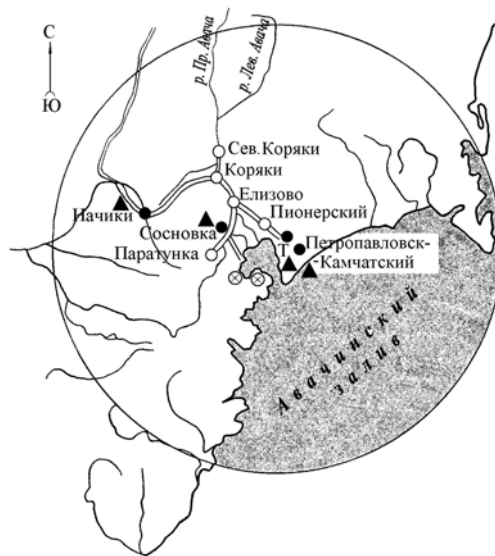 С
Ю
р. Пр. Авача
р. Лев. Авача
Сев.Коряки
Коряки
Елизово
Пионерский
Начики
Сосновка
Т
Петропавловск-
-Камчатский
Паратунка
Авачинский
залив